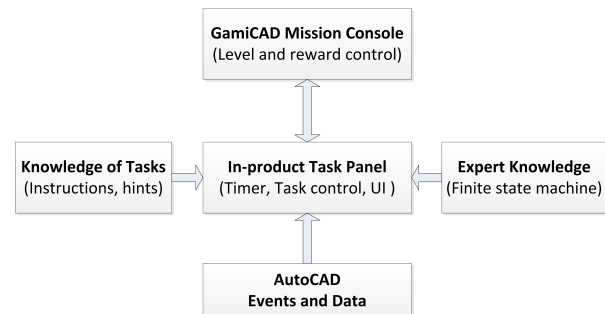 GamiCAD Mission Console
(Level and reward control)
Knowledge of Tasks
(Instructions, hints)
In-product Task Panel
(Timer, Task control, UI )
Expert Knowledge
(Finite state machine)
AutoCAD
Events and Data